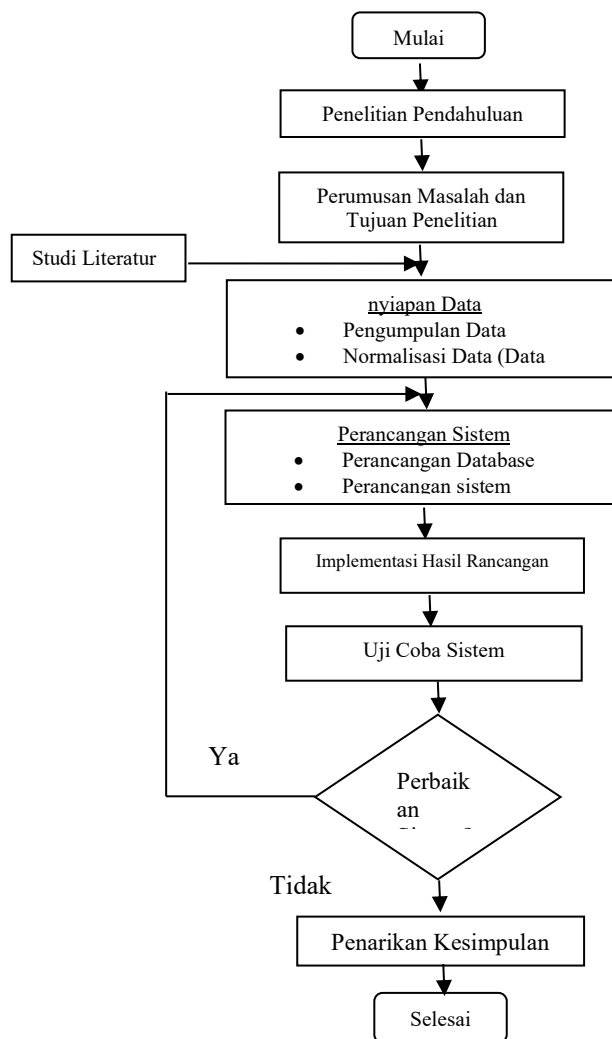 Mulai
Penelitian Pendahuluan
Perumusan Masalah dan
Tujuan Penelitian
Studi Literatur
nyiapan Data
• Pengumpulan Data
• Normalisasi Data (Data
Perancangan Sistem
• Perancangan Database
• Perancangan sistem
Implementasi Hasil Rancangan
Uji Coba Sistem
Ya
Perbaik
an
Tidak
Penarikan Kesimpulan
Selesai